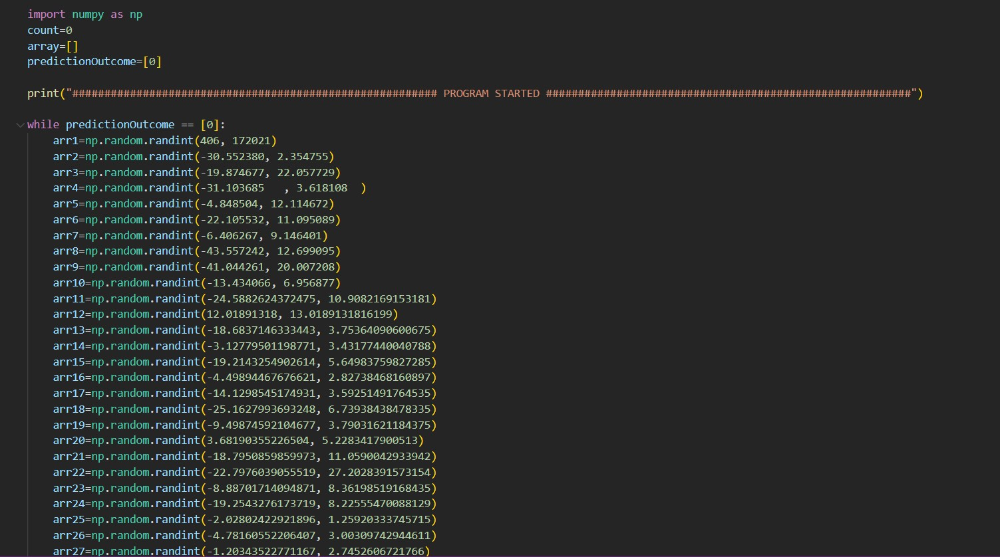 import numpy as np
count=0
array=[]
predictionOutcome=[0]
print("######################################################### PROGRAM STARTED #########################################################")
while predictionOutcome == [0]:
arr1=np.random.randint(406, 172021)
arr2=np.random.randint(-30.552380, 2.354755)
arr3=np.random.randint(-19.874677, 22.057729)
arr4=np.random.randint(-31.103685   , 3.618108  )
arr5=np.random.randint(-4.848504, 12.114672)
arr6=np.random.randint(-22.105532, 11.095089)
arr7=np.random.randint(-6.406267, 9.146401)
arr8=np.random.randint(-43.557242, 12.699095)
arr9=np.random.randint(-41.044261, 20.007208)
arr10=np.random.randint(-13.434066, 6.956877)
arr11=np.random.randint(-24.5882624372475, 10.9082169153181)
arr12=np.random.randint(12.01891318, 13.0189131816199)
arr13=np.random.randint(-18.6837146333443, 3.75364090600675)
arr14=np.random.randint(-3.12779501198771, 3.43177440040788)
arr15=np.random.randint(-19.2143254902614, 5.64983759827285)
arr16=np.random.randint(-4.49894467676621, 2.82738468160897)
arr17=np.random.randint(-14.1298545174931, 3.59251491764535)
arr18=np.random.randint(-25.1627993693248, 6.73938438478335)
arr19=np.random.randint(-9.49874592104677, 3.79031621184375)
arr20=np.random.randint(3.68190355226504, 5.2283417900513)
arr21=np.random.randint(-18.7950859859973, 11.0590042933942)
arr22=np.random.randint(-22.7976039055519, 27.2028391573154)
arr23=np.random.randint(-8.88701714094871, 8.36198519168435)
arr24=np.random.randint(-19.2543276173719, 8.22555470088129)
arr25=np.random.randint(-2.02802422921896, 1.25920333745715)
arr26=np.random.randint(-4.78160552206407, 3.00309742944611)
arr27=np.random.randint(-1.20343522771167, 2.7452606721766)